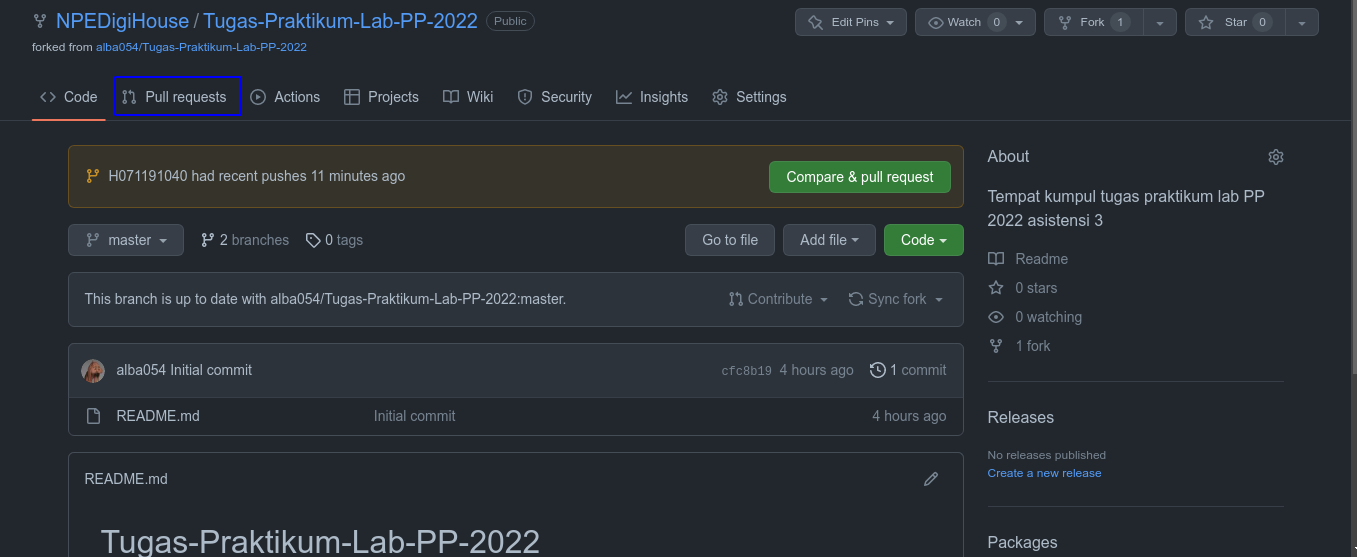 NPEDigiHouse / Tugas-Praktikum-Lab-PP-2022 Public
Edit Pins Watch 0 Fork 1 Star 0
forked from alba054/Tugas-Praktikum-Lab-PP-2022
<> Code Pull requests Actions Projects Wiki Security Insights Settings
H071191040 had recent pushes 11 minutes ago Compare & pull request
master 2 branches 0 tags Go to file Add file Code
This branch is up to date with alba054/Tugas-Praktikum-Lab-PP-2022:master. Contribute Sync fork
alba054 Initial commit cfc8b19 4 hours ago 1 commit
README.md Initial commit 4 hours ago
README.md
Tugas-Praktikum-Lab-PP-2022
About
Tempat kumpul tugas praktikum lab PP
2022 asistensi 3
Readme
0 stars
0 watching
1 fork
Releases
No releases published
Create a new release
Packages